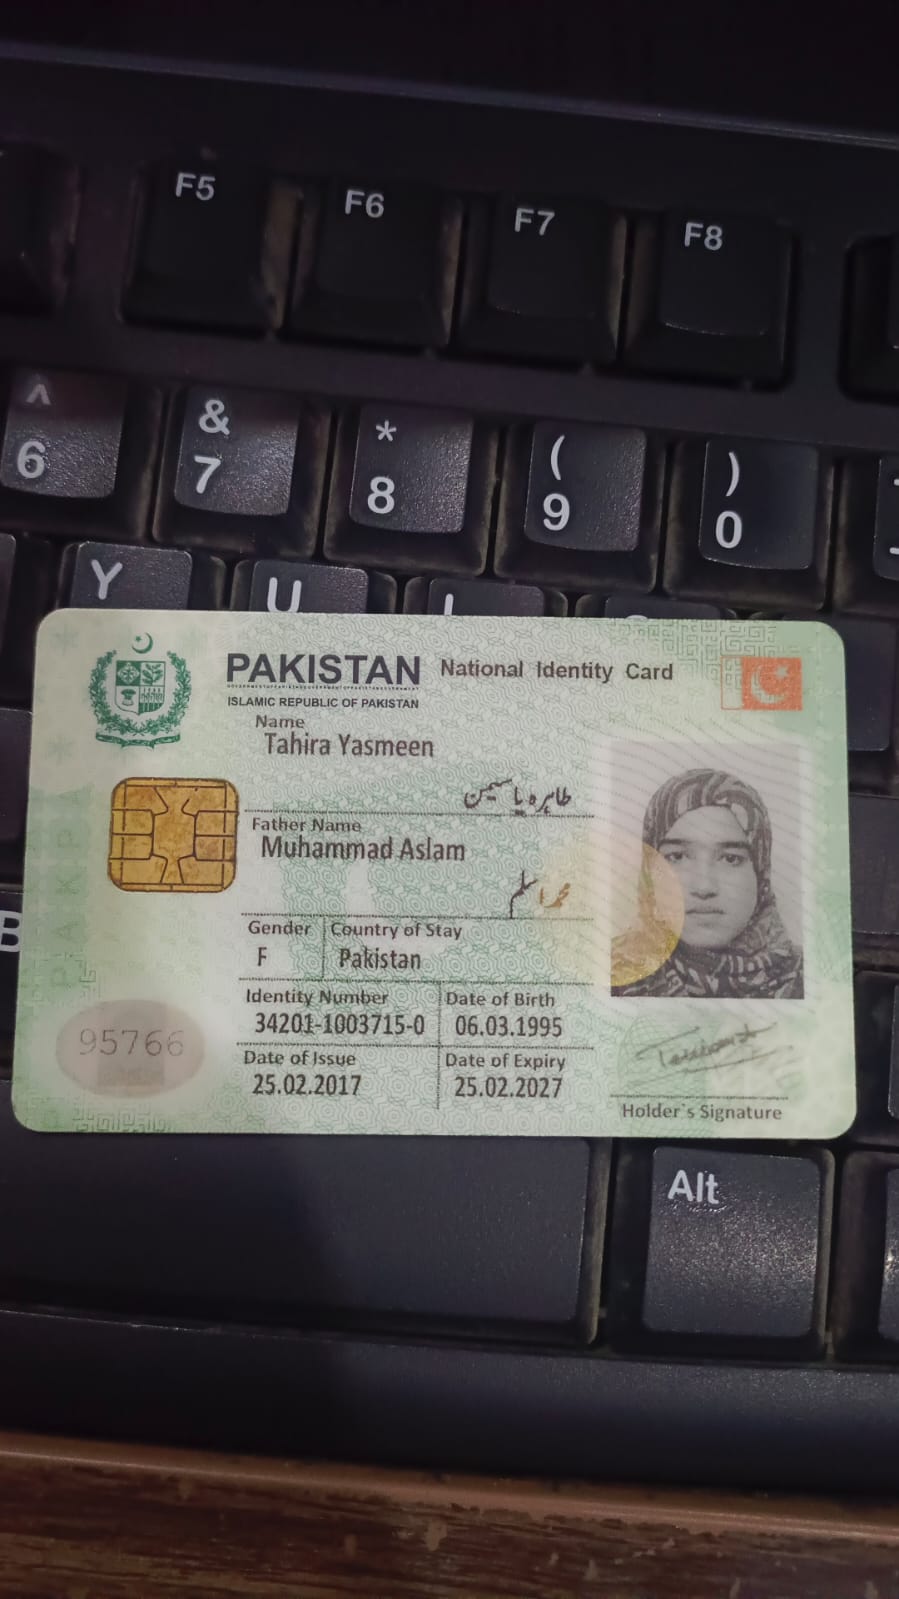 F5 F6 F7 F8
^ & * ( )
6 7 8 9 0
Y U
PAKISTAN National Identity Card
ISLAMIC REPUBLIC OF PAKISTAN
Name
Tahira Yasmeen
طاہرہ یاسمین
Father Name
Muhammad Aslam
محمد اسلم
Gender Country of Stay
F Pakistan
Identity Number Date of Birth
34201-1003715-0 06.03.1995
Date of Issue Date of Expiry
25.02.2017 25.02.2027
95766
Holder`s Signature
B
Alt